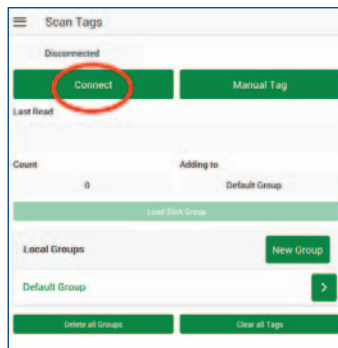 Scan Tags
Disconnected
Connect
Manual Tag
Last Read
Count
Adding to
0
Default Group
Load Stick Group
Local Groups
New Group
Default Group
Delete all Groups
Clear all Tags